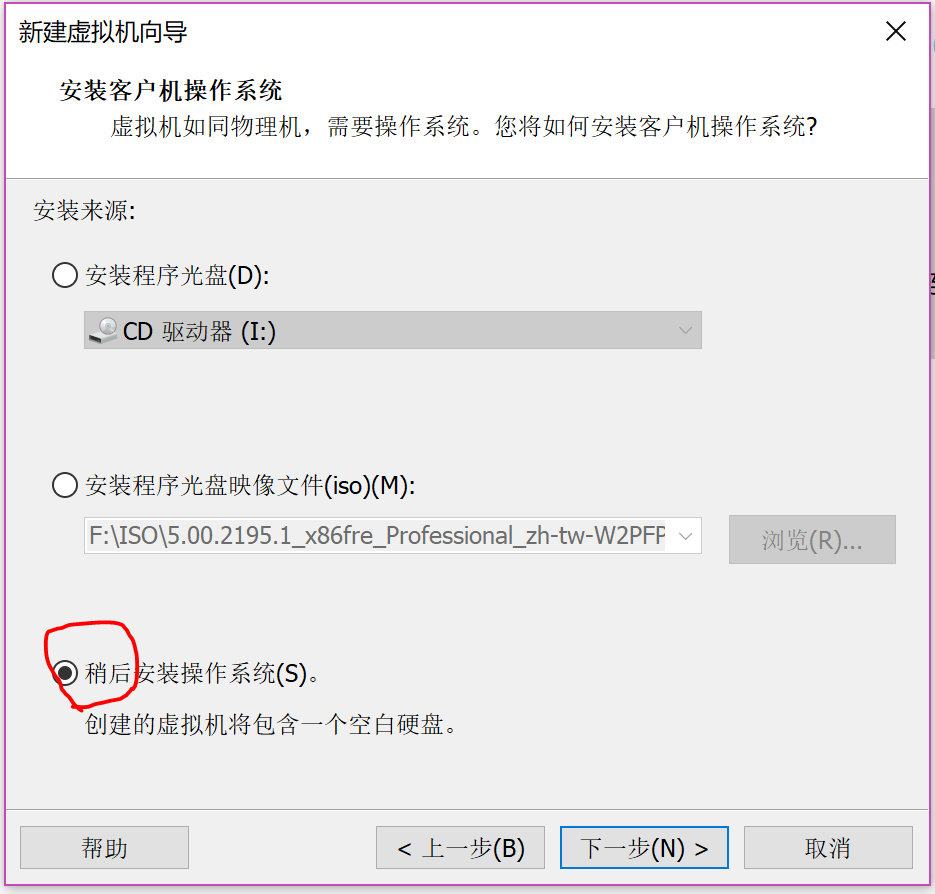 新建虚拟机向导
安装客户机操作系统
虚拟机如同物理机，需要操作系统。您将如何安装客户机操作系统?
安装来源:
安装程序光盘(D):
CD 驱动器 (I:)
安装程序光盘映像文件(iso)(M):
F:\ISO\5.00.2195.1_x86fre_Professional_zh-tw-W2PFP
浏览(R)...
稍后安装操作系统(S)。
创建的虚拟机将包含一个空白硬盘。
帮助
< 上一步(B)
下一步(N) >
取消